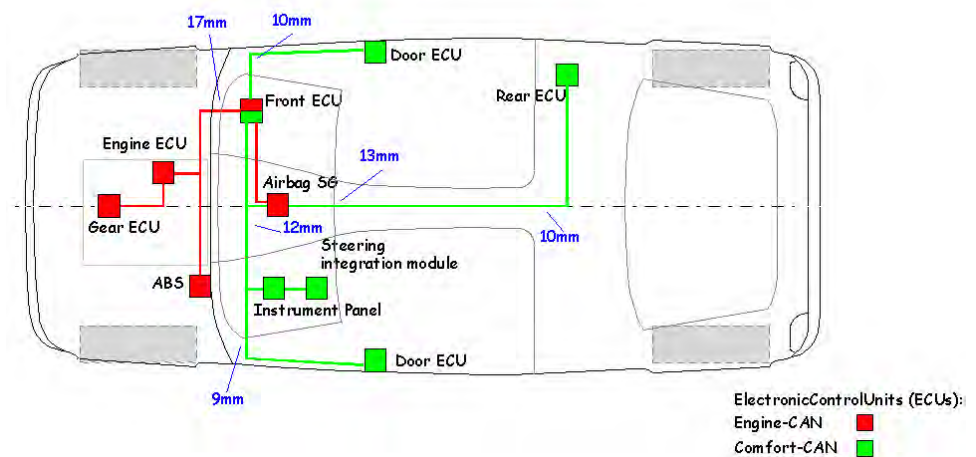 17mm
10mm
Door ECU
Rear ECU
Front ECU
Engine ECU
13mm
Airbag SG
Gear ECU
12mm
10mm
Steering
integration module
ABS
Instrument Panel
Door ECU
9mm
ElectronicControlUnits (ECUs):
Engine-CAN
Comfort-CAN